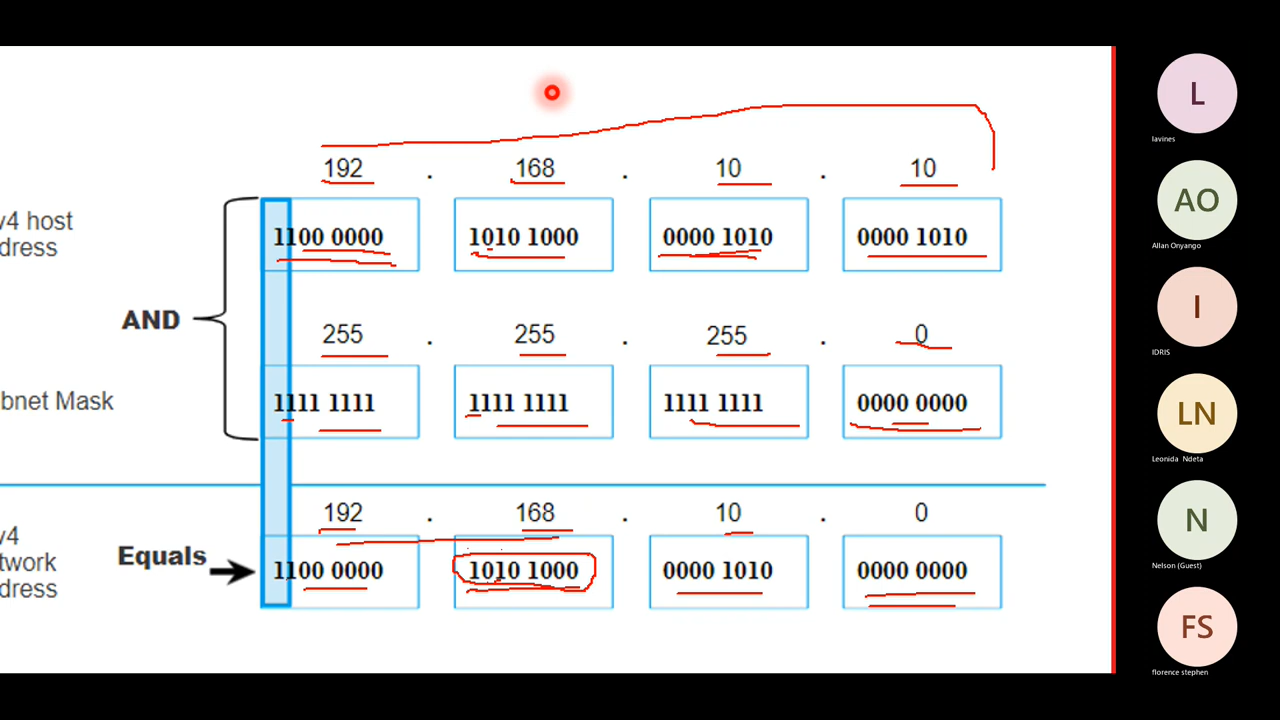 192 . 168 . 10 . 10
v4 host
dress
1100 0000 1010 1000 0000 1010 0000 1010
AND
255 . 255 . 255 . 0
bnet Mask
1111 1111 1111 1111 1111 1111 0000 0000
192 . 168 . 10 . 0
v4
twork
dress
Equals
1100 0000 1010 1000 0000 1010 0000 0000
L
lavines
AO
Allan Onyango
I
IDRIS
LN
Leonida Ndeta
N
Nelson (Guest)
FS
florence stephen